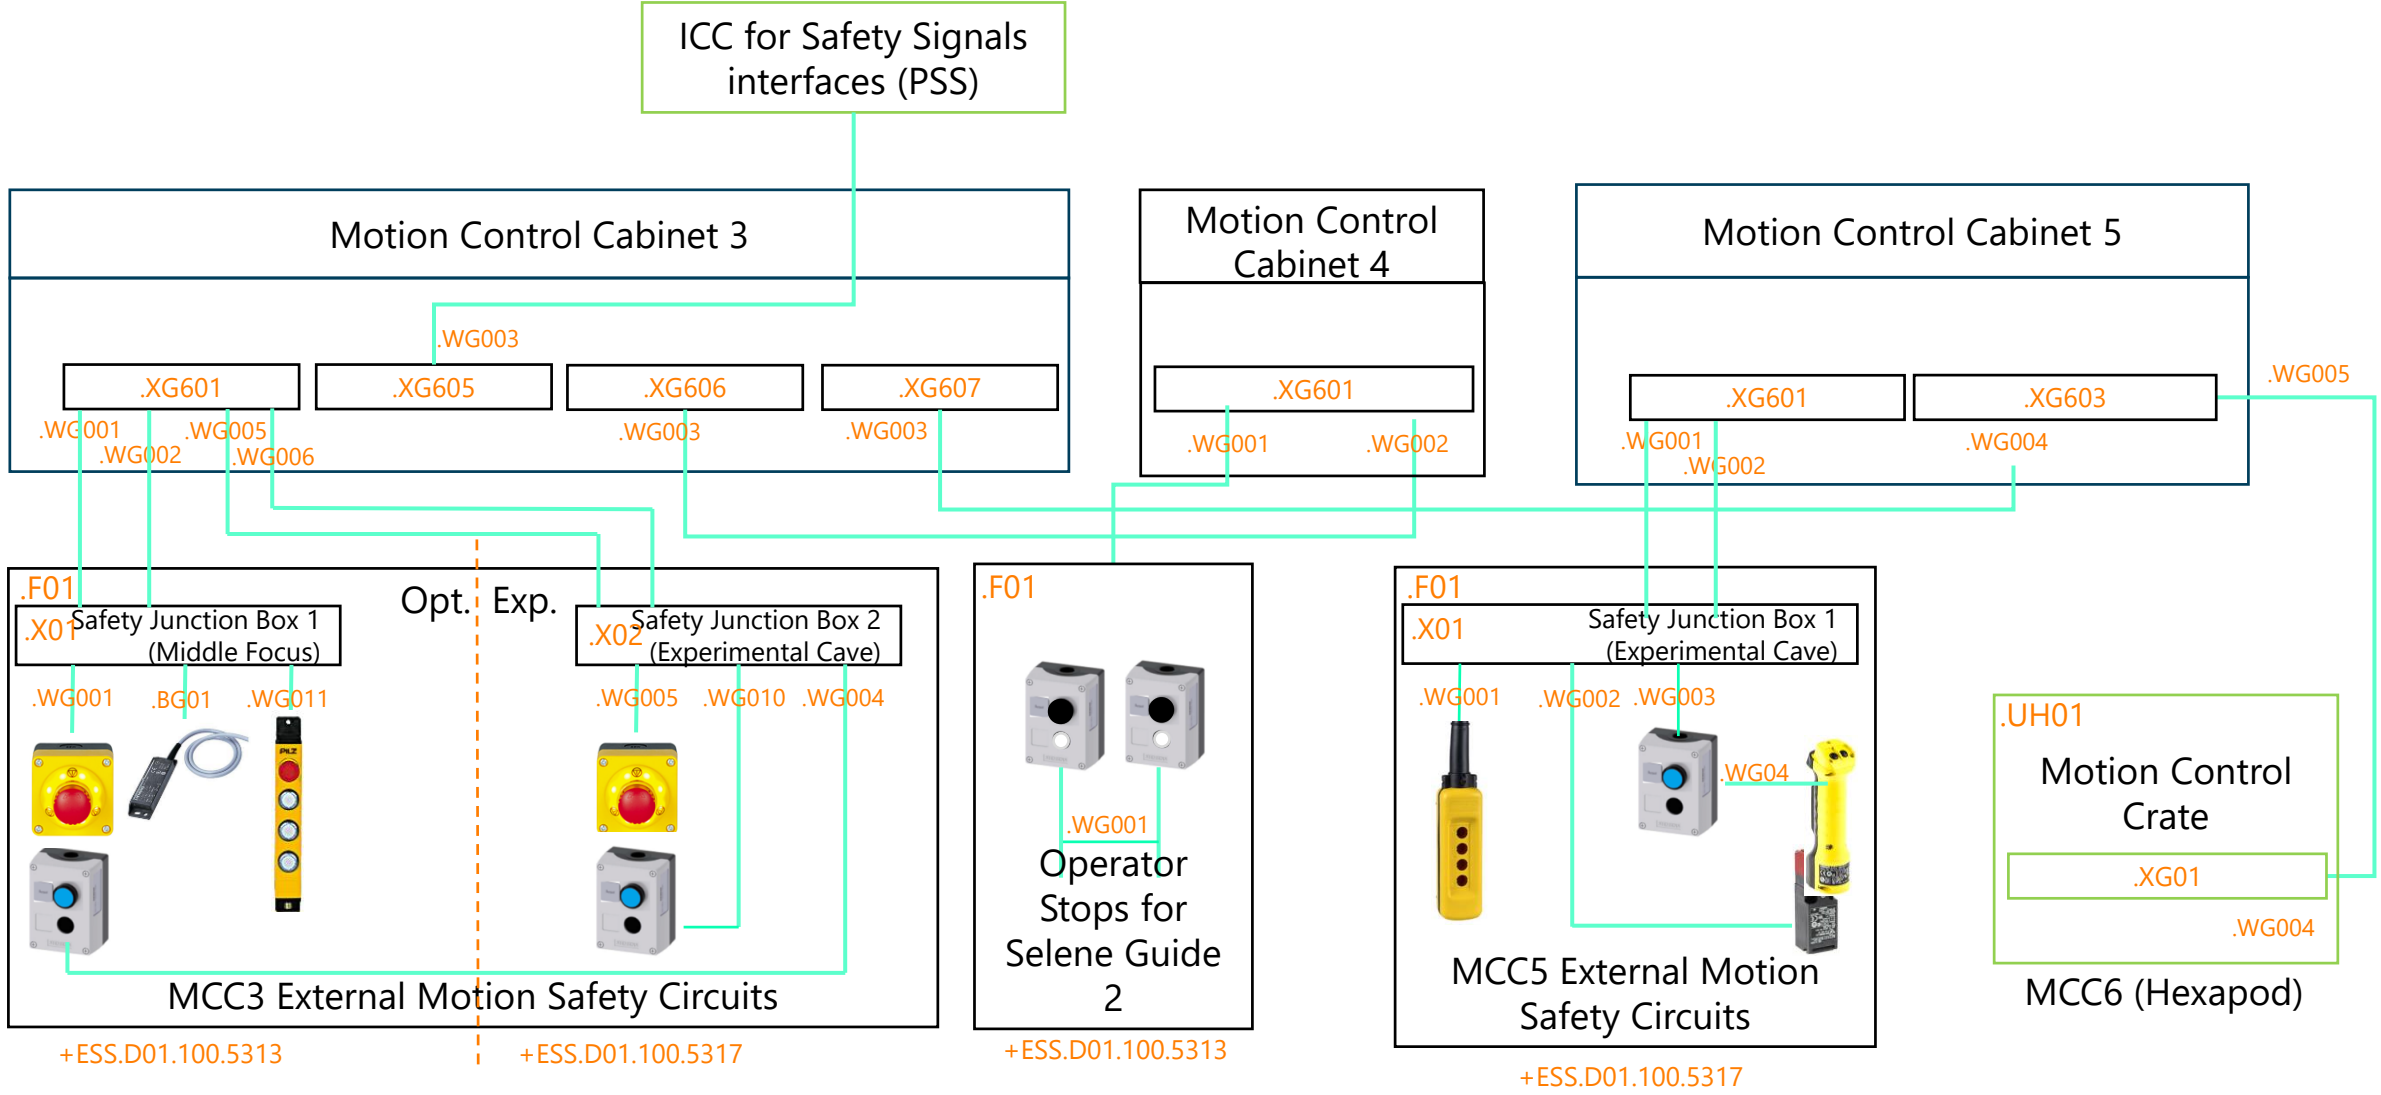 ICC for Safety Signals
interfaces (PSS)
Motion Control Cabinet 3
Motion Control
Cabinet 4
Motion Control Cabinet 5
.WG003
.XG601
.XG605
.XG606
.XG607
.XG601
.XG601
.XG603
.WG005
.WG001
.WG002
.WG005
.WG006
.WG003
.WG003
.WG001
.WG002
.WG001
.WG002
.WG004
.F01
Opt.
Exp.
.X01
Safety Junction Box 1
(Middle Focus)
.X02
Safety Junction Box 2
(Experimental Cave)
.WG001
.BG01
.WG011
.WG005
.WG010
.WG004
PILZ
MCC3 External Motion Safety Circuits
+ESS.D01.100.5313
+ESS.D01.100.5317
.F01
.WG001
Operator
Stops for
Selene Guide
2
+ESS.D01.100.5313
.F01
.X01
Safety Junction Box 1
(Experimental Cave)
.WG001
.WG002
.WG003
.WG04
MCC5 External Motion
Safety Circuits
+ESS.D01.100.5317
.UH01
Motion Control
Crate
.XG01
.WG004
MCC6 (Hexapod)